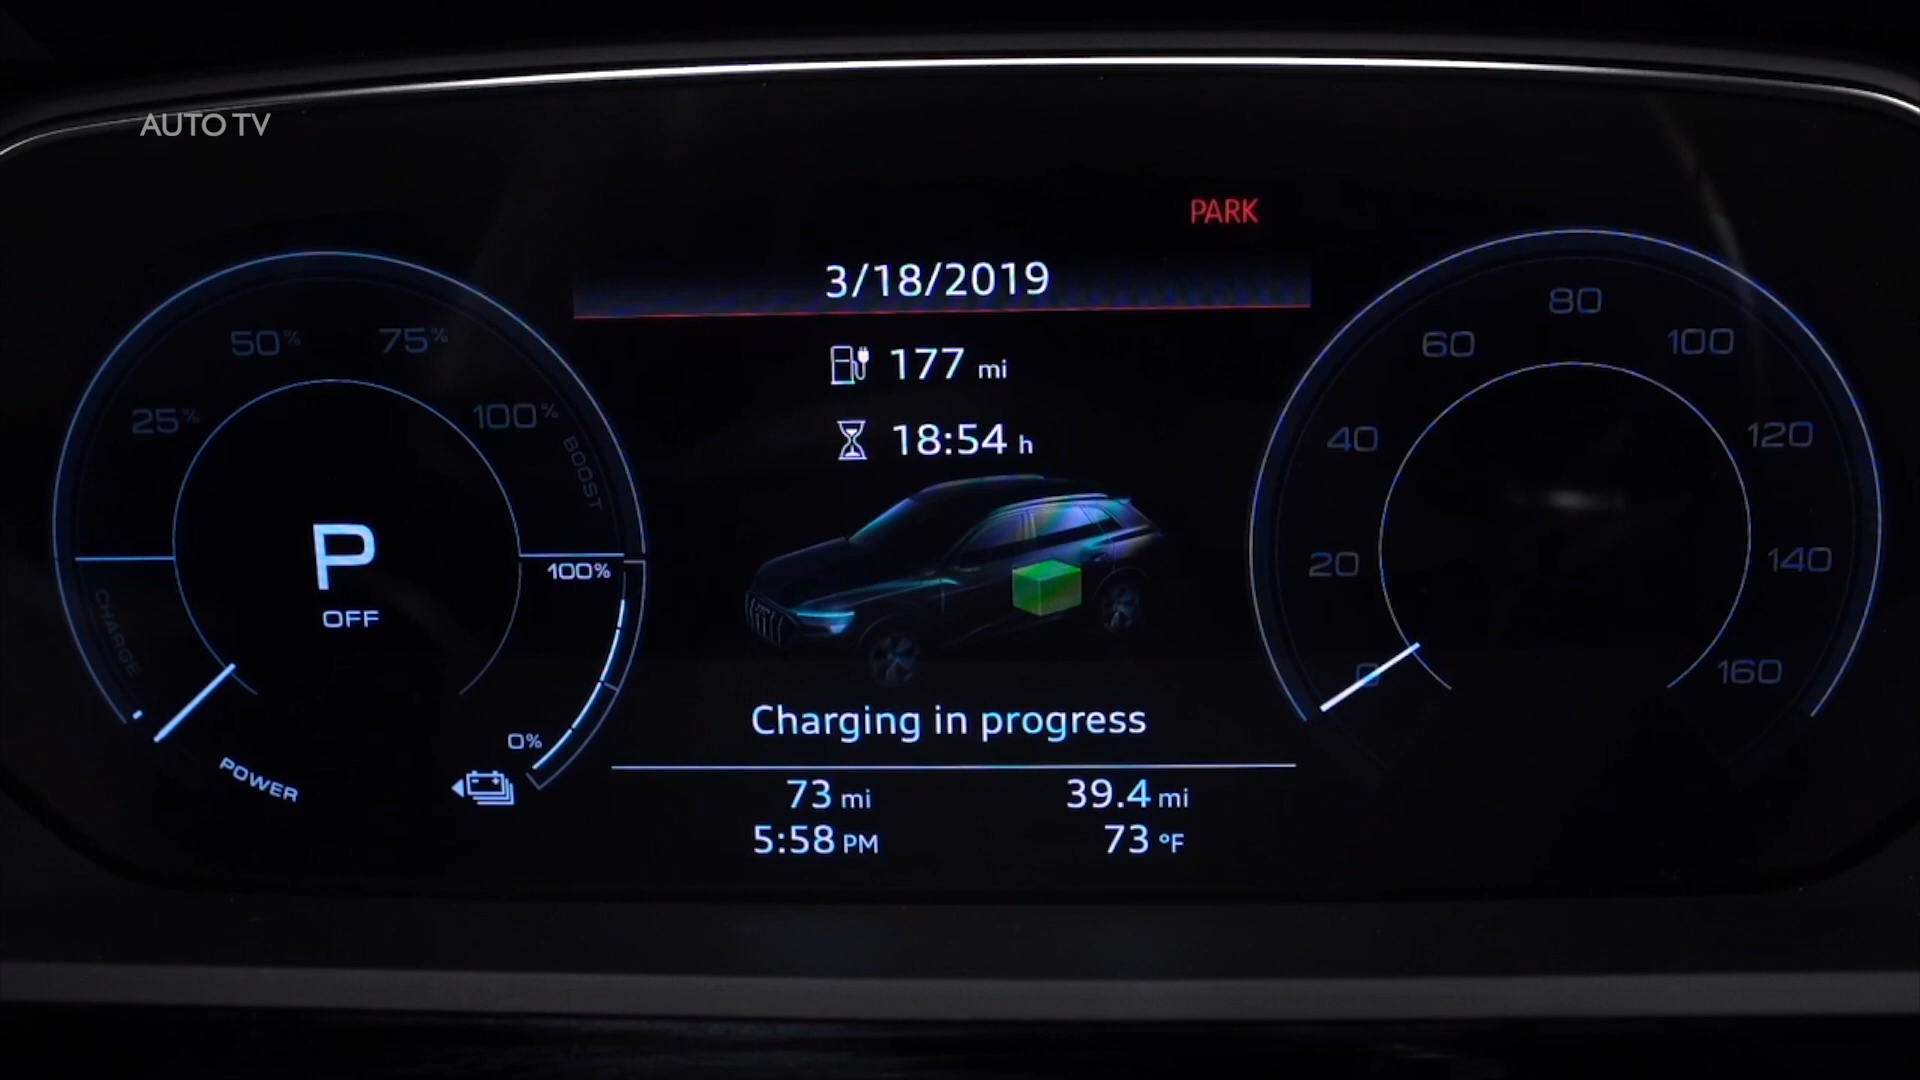 AUTO TV
PARK
3/18/2019
177 mi
18:54 h
25%
50%
75%
100%
BOOST
CHARGE
P
OFF
100%
0%
POWER
0
20
40
60
80
100
120
140
160
Charging in progress
73 mi
39.4 mi
5:58 PM
73 °F